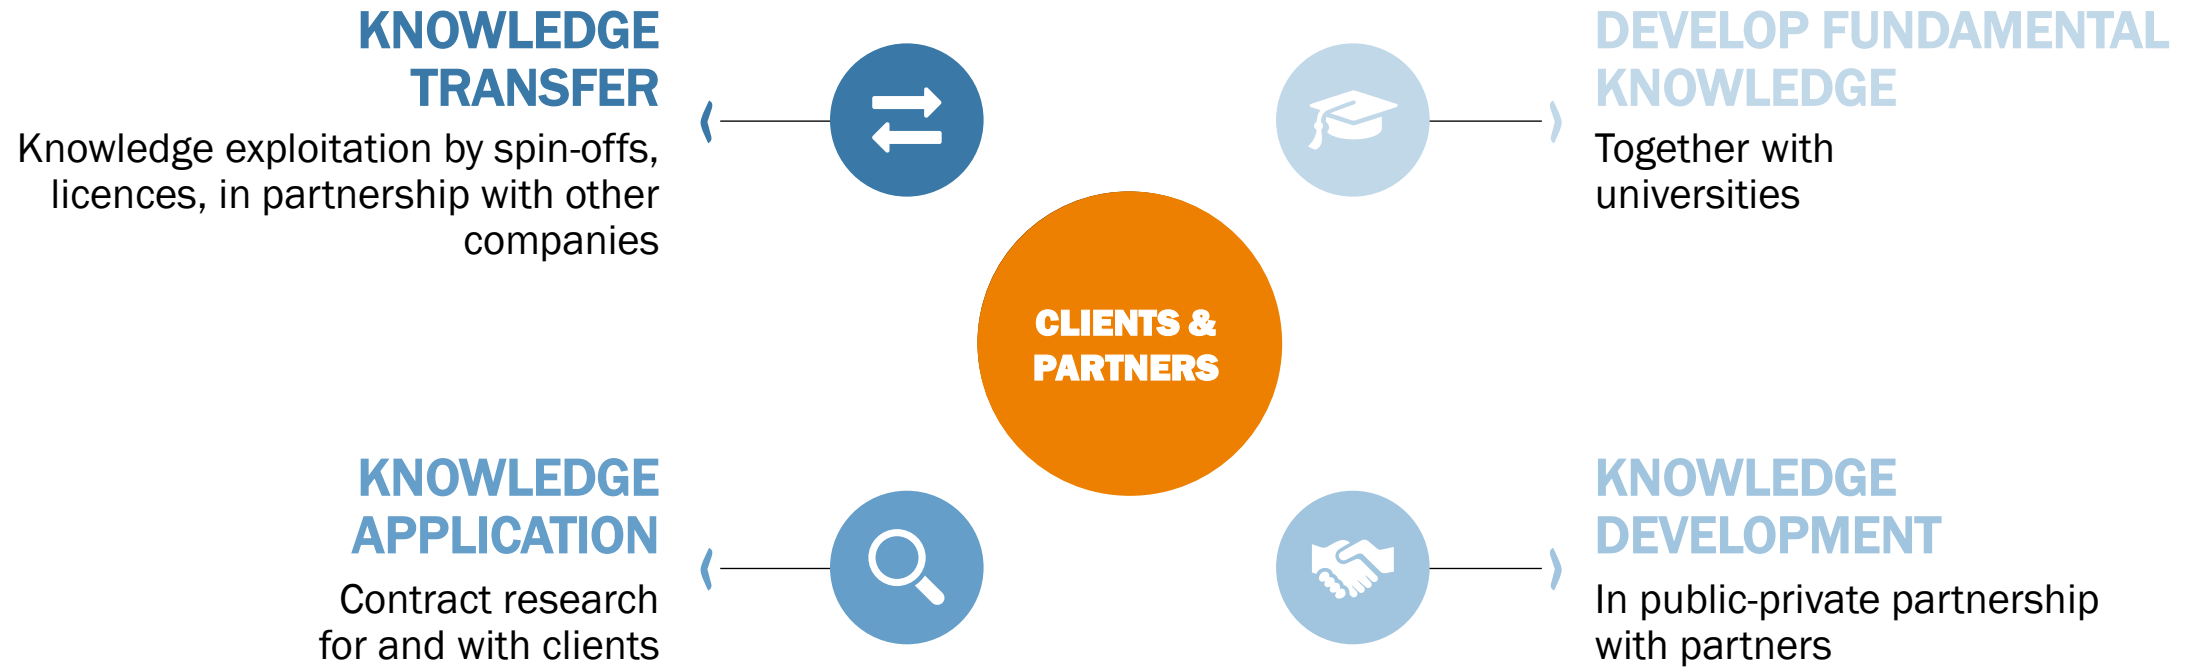 KNOWLEDGE
TRANSFER
Knowledge exploitation by spin-offs,
licences, in partnership with other
companies
DEVELOP FUNDAMENTAL
KNOWLEDGE
Together with
universities
CLIENTS &
PARTNERS
KNOWLEDGE
APPLICATION
Contract research
for and with clients
KNOWLEDGE
DEVELOPMENT
In public-private partnership
with partners